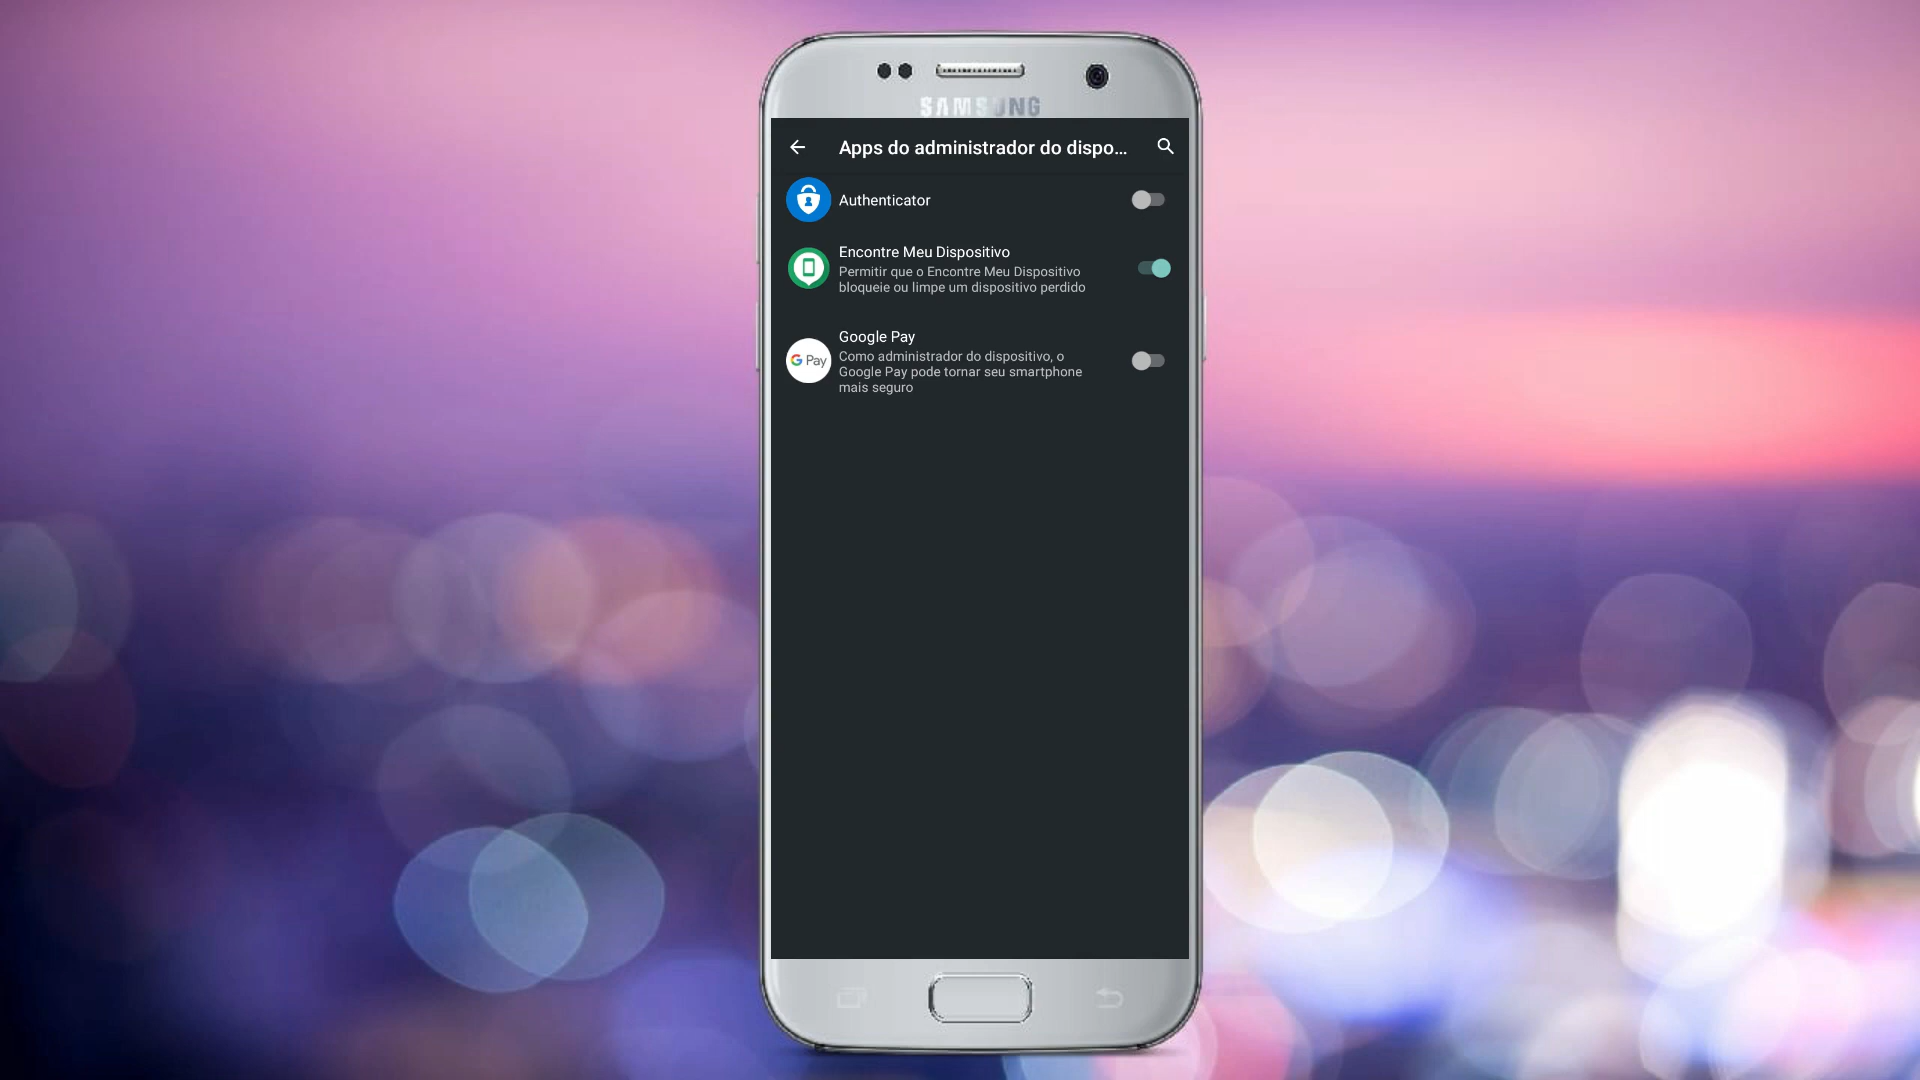 SAMSUNG
Apps do administrador do dispo...
Authenticator
Encontre Meu Dispositivo
Permitir que o Encontre Meu Dispositivo
bloqueie ou limpe um dispositivo perdido
Google Pay
G Pay
Como administrador do dispositivo, o
Google Pay pode tornar seu smartphone
mais seguro